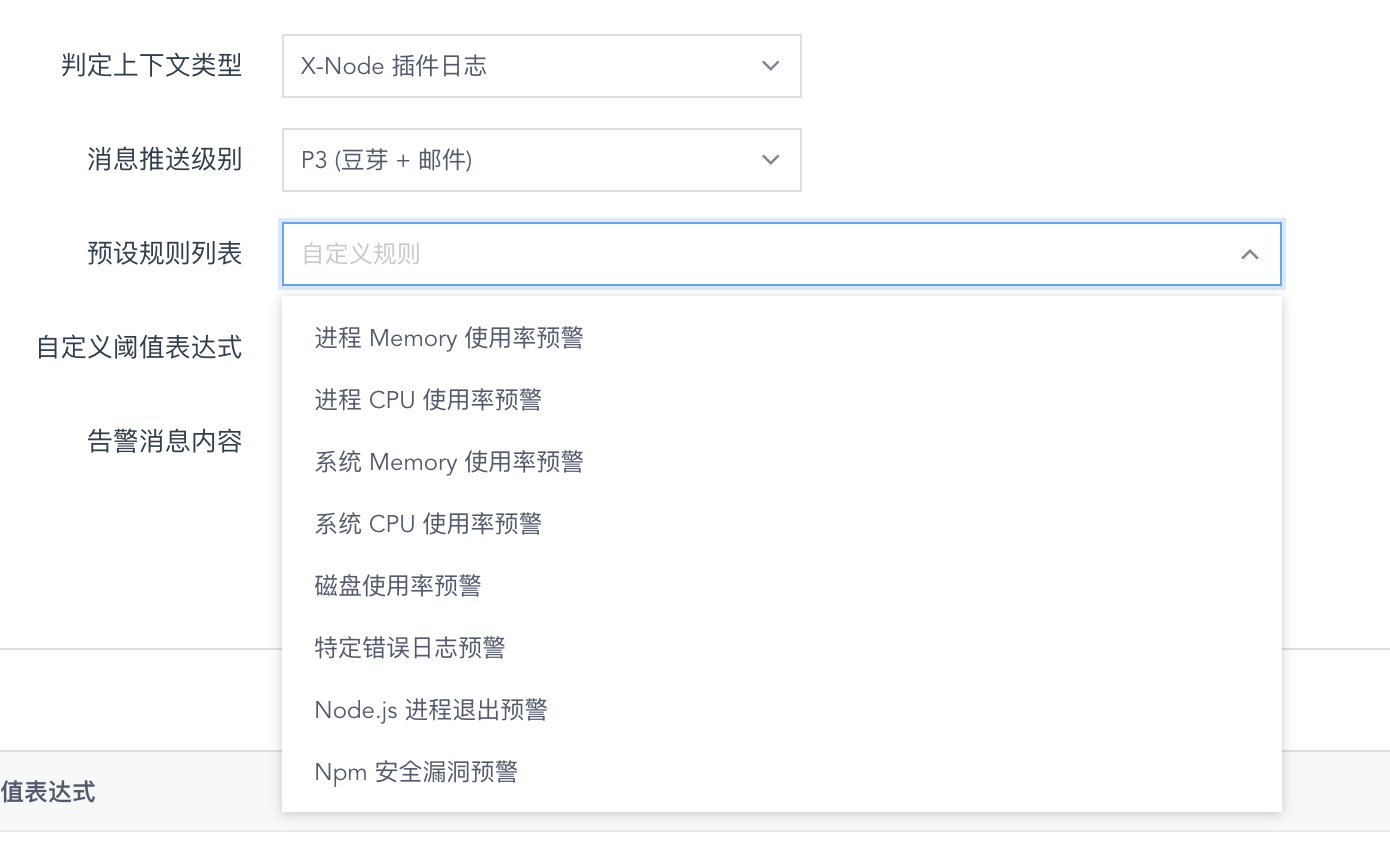 判定上下文类型
X-Node 插件日志
消息推送级别
P3 (豆芽 + 邮件)
预设规则列表
自定义规则
自定义阈值表达式
告警消息内容
进程 Memory 使用率预警
进程 CPU 使用率预警
系统 Memory 使用率预警
系统 CPU 使用率预警
磁盘使用率预警
特定错误日志预警
Node.js 进程退出预警
Npm 安全漏洞预警
值表达式